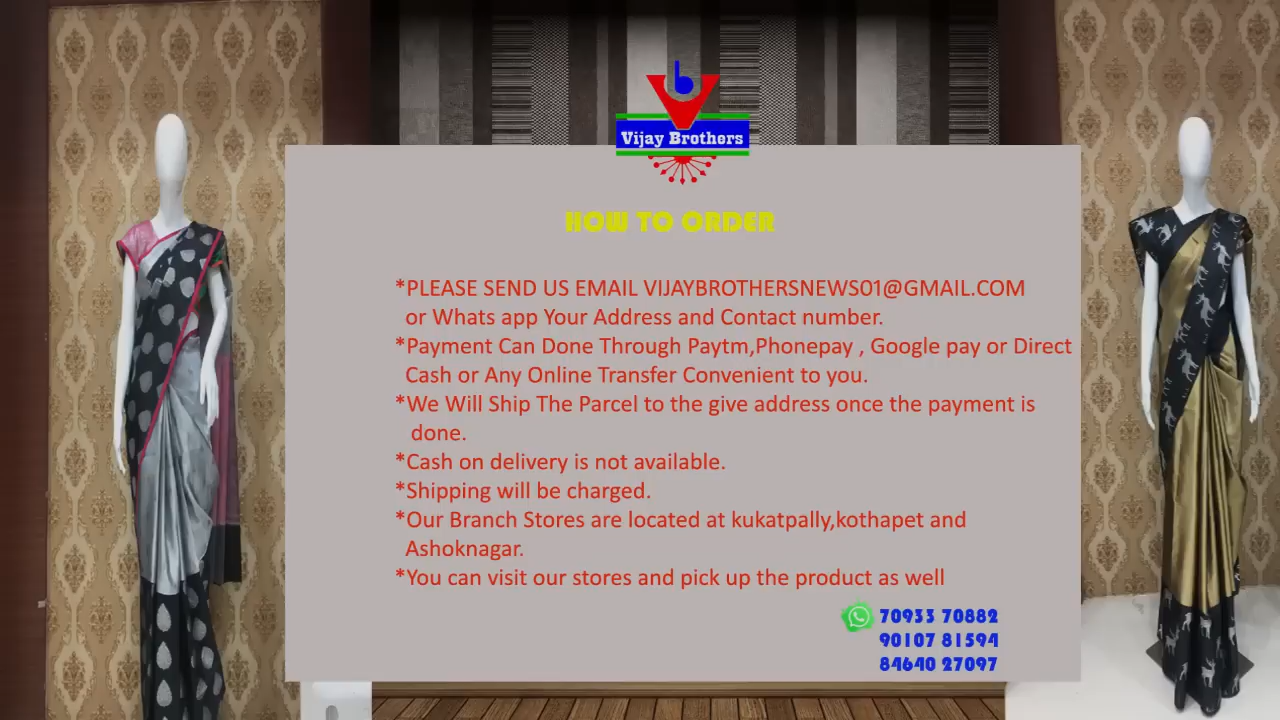 b
Vijay Brothers
HOW TO ORDER
*PLEASE SEND US EMAIL VIJAYBROTHERSNEWS01@GMAIL.COM
or Whats app Your Address and Contact number.
*Payment Can Done Through Paytm,Phonepay , Google pay or Direct
Cash or Any Online Transfer Convenient to you.
*We Will Ship The Parcel to the give address once the payment is
done.
*Cash on delivery is not available.
*Shipping will be charged.
*Our Branch Stores are located at kukatpally,kothapet and
Ashoknagar.
*You can visit our stores and pick up the product as well
70933 70882
90107 81594
84640 27097